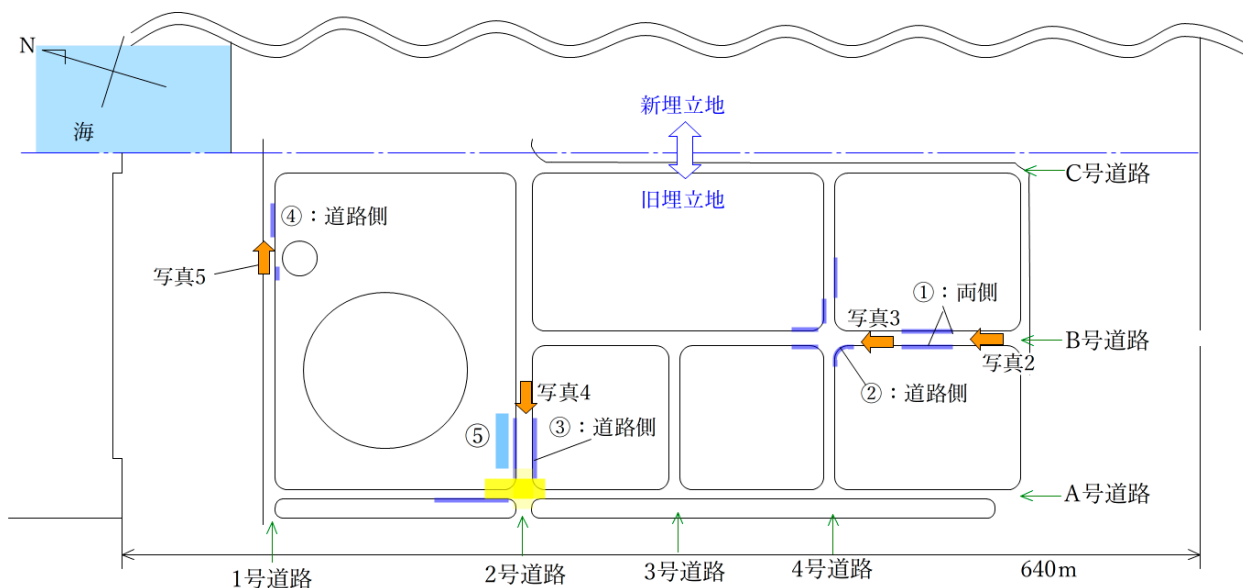 N
海
新埋立地
旧埋立地
C号道路
④：道路側
写真5
①：両側
写真3
B号道路
写真2
②：道路側
写真4
⑤
③：道路側
A号道路
1号道路
2号道路
3号道路
4号道路
640m